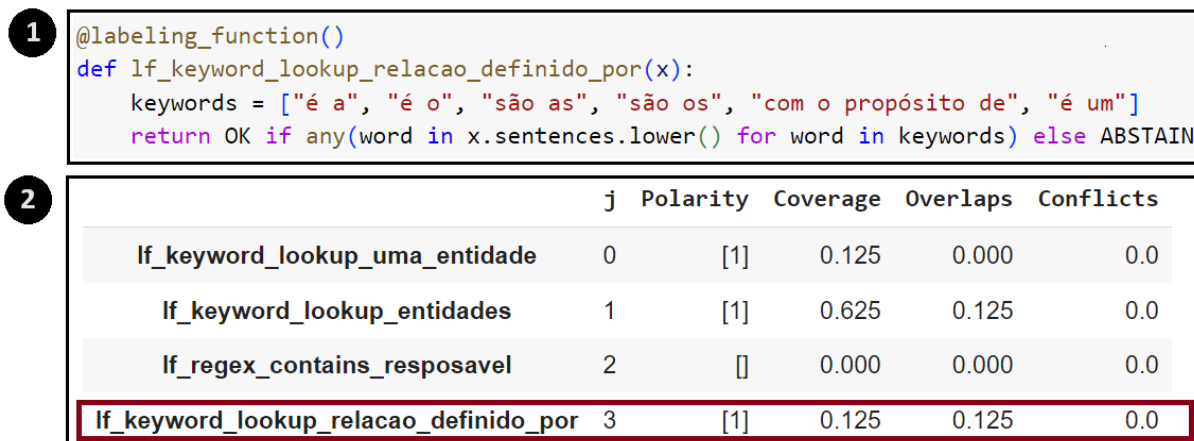 1
@labeling_function()
def lf_keyword_lookup_relacao_definido_por(x):
    keywords = ["é a", "é o", "são as", "são os", "com o propósito de", "é um"]
    return OK if any(word in x.sentences.lower() for word in keywords) else ABSTAIN
2
j Polarity Coverage Overlaps Conflicts
lf_keyword_lookup_uma_entidade 0 [1] 0.125 0.000 0.0
lf_keyword_lookup_entidades 1 [1] 0.625 0.125 0.0
lf_regex_contains_resposavel 2 [] 0.000 0.000 0.0
lf_keyword_lookup_relacao_definido_por 3 [1] 0.125 0.125 0.0